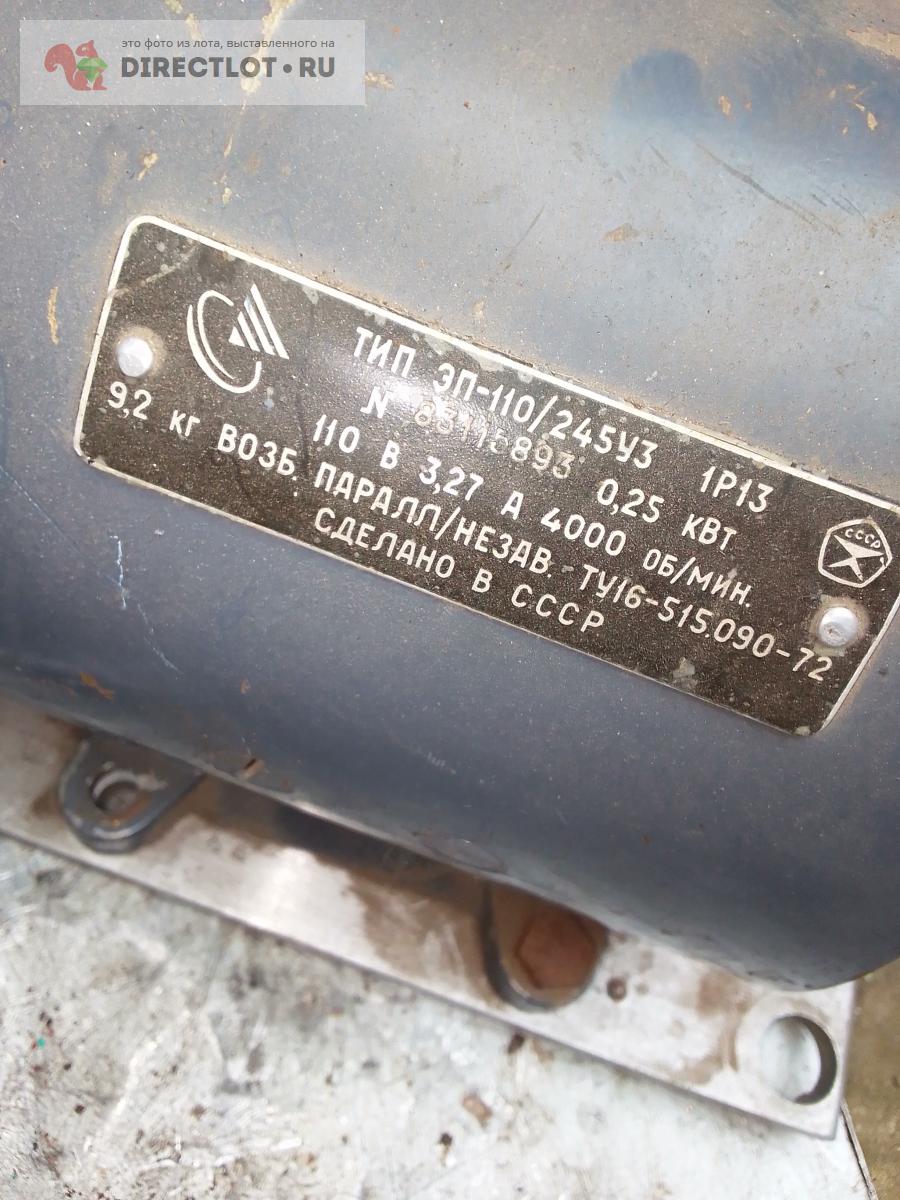 это фото из лота, выставленного на
DIRECTLOT•RU
ТИП ЭП-110/245У3 1Р13
N 0,25 КВТ
110 В 3,27 А 4000 ОБ/МИН.
9,2 КГ ВОЗБ. ПАРАЛЛ/НЕЗАВ. ТУ16-515.090-72
СДЕЛАНО В СССР
СССР